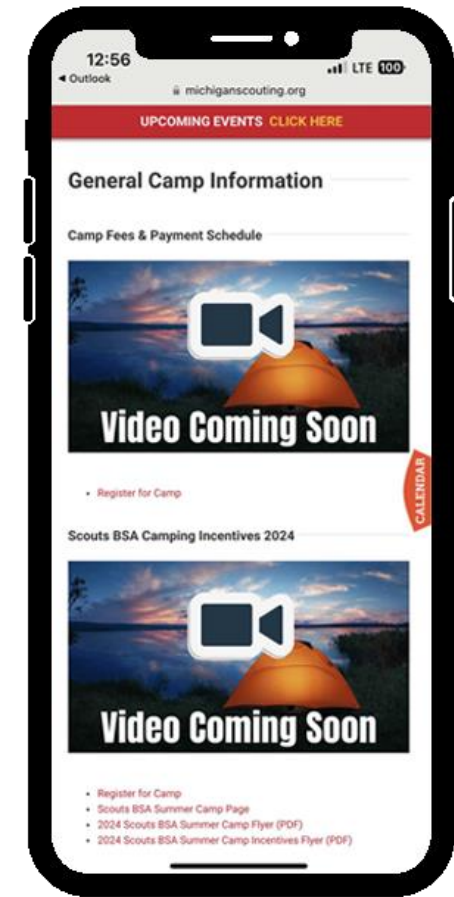 12:56
LTE 100
◄ Outlook
michiganscouting.org
UPCOMING EVENTS CLICK HERE
General Camp Information
Camp Fees & Payment Schedule
Video Coming Soon
• Register for Camp
CALENDAR
Scouts BSA Camping Incentives 2024
Video Coming Soon
• Register for Camp
• Scouts BSA Summer Camp Page
• 2024 Scouts BSA Summer Camp Flyer (PDF)
• 2024 Scouts BSA Summer Camp Incentives Flyer (PDF)